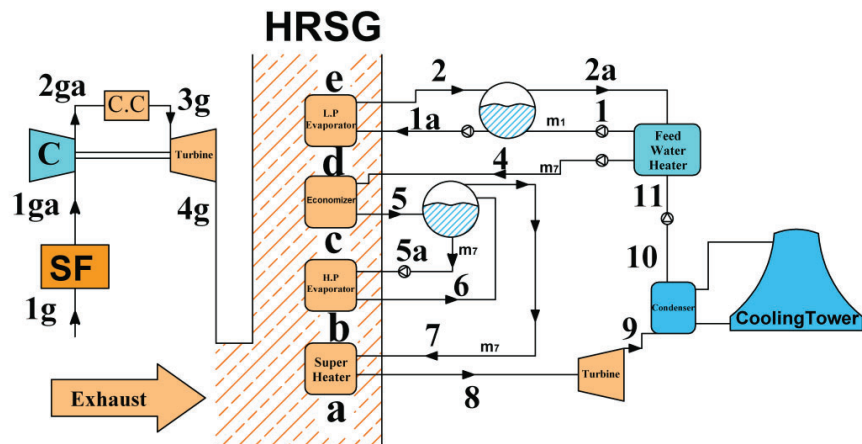 HRSG
2ga
C.C
3g
C
Turbine
1ga
4g
SF
1g
Exhaust
e
L.P
Evaporator
d
Economizer
c
H.P
Evaporator
b
Super
Heater
a
2
2a
1a
m1
1
Feed
Water
Heater
4
m7
5
11
5a
m7
6
10
Condenser
CoolingTower
7
m7
9
8
Turbine